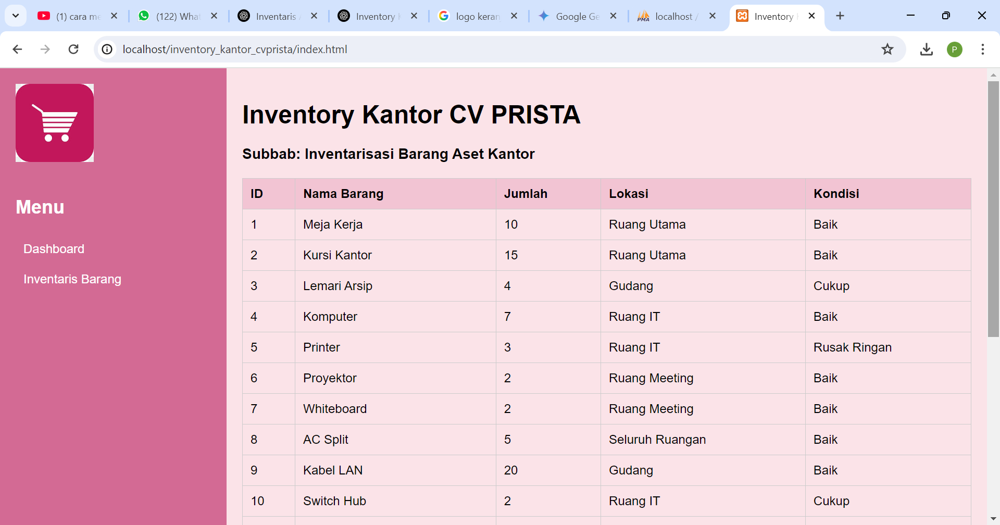 (1) cara me
(122) What
Inventaris
Inventory
logo keran
Google Ge
PMA
localhost /
Inventory
localhost/inventory_kantor_cvprista/index.html
P
Menu
Dashboard
Inventaris Barang
Inventory Kantor CV PRISTA
Subbab: Inventarisasi Barang Aset Kantor
ID Nama Barang Jumlah Lokasi Kondisi
1 Meja Kerja 10 Ruang Utama Baik
2 Kursi Kantor 15 Ruang Utama Baik
3 Lemari Arsip 4 Gudang Cukup
4 Komputer 7 Ruang IT Baik
5 Printer 3 Ruang IT Rusak Ringan
6 Proyektor 2 Ruang Meeting Baik
7 Whiteboard 2 Ruang Meeting Baik
8 AC Split 5 Seluruh Ruangan Baik
9 Kabel LAN 20 Gudang Baik
10 Switch Hub 2 Ruang IT Cukup